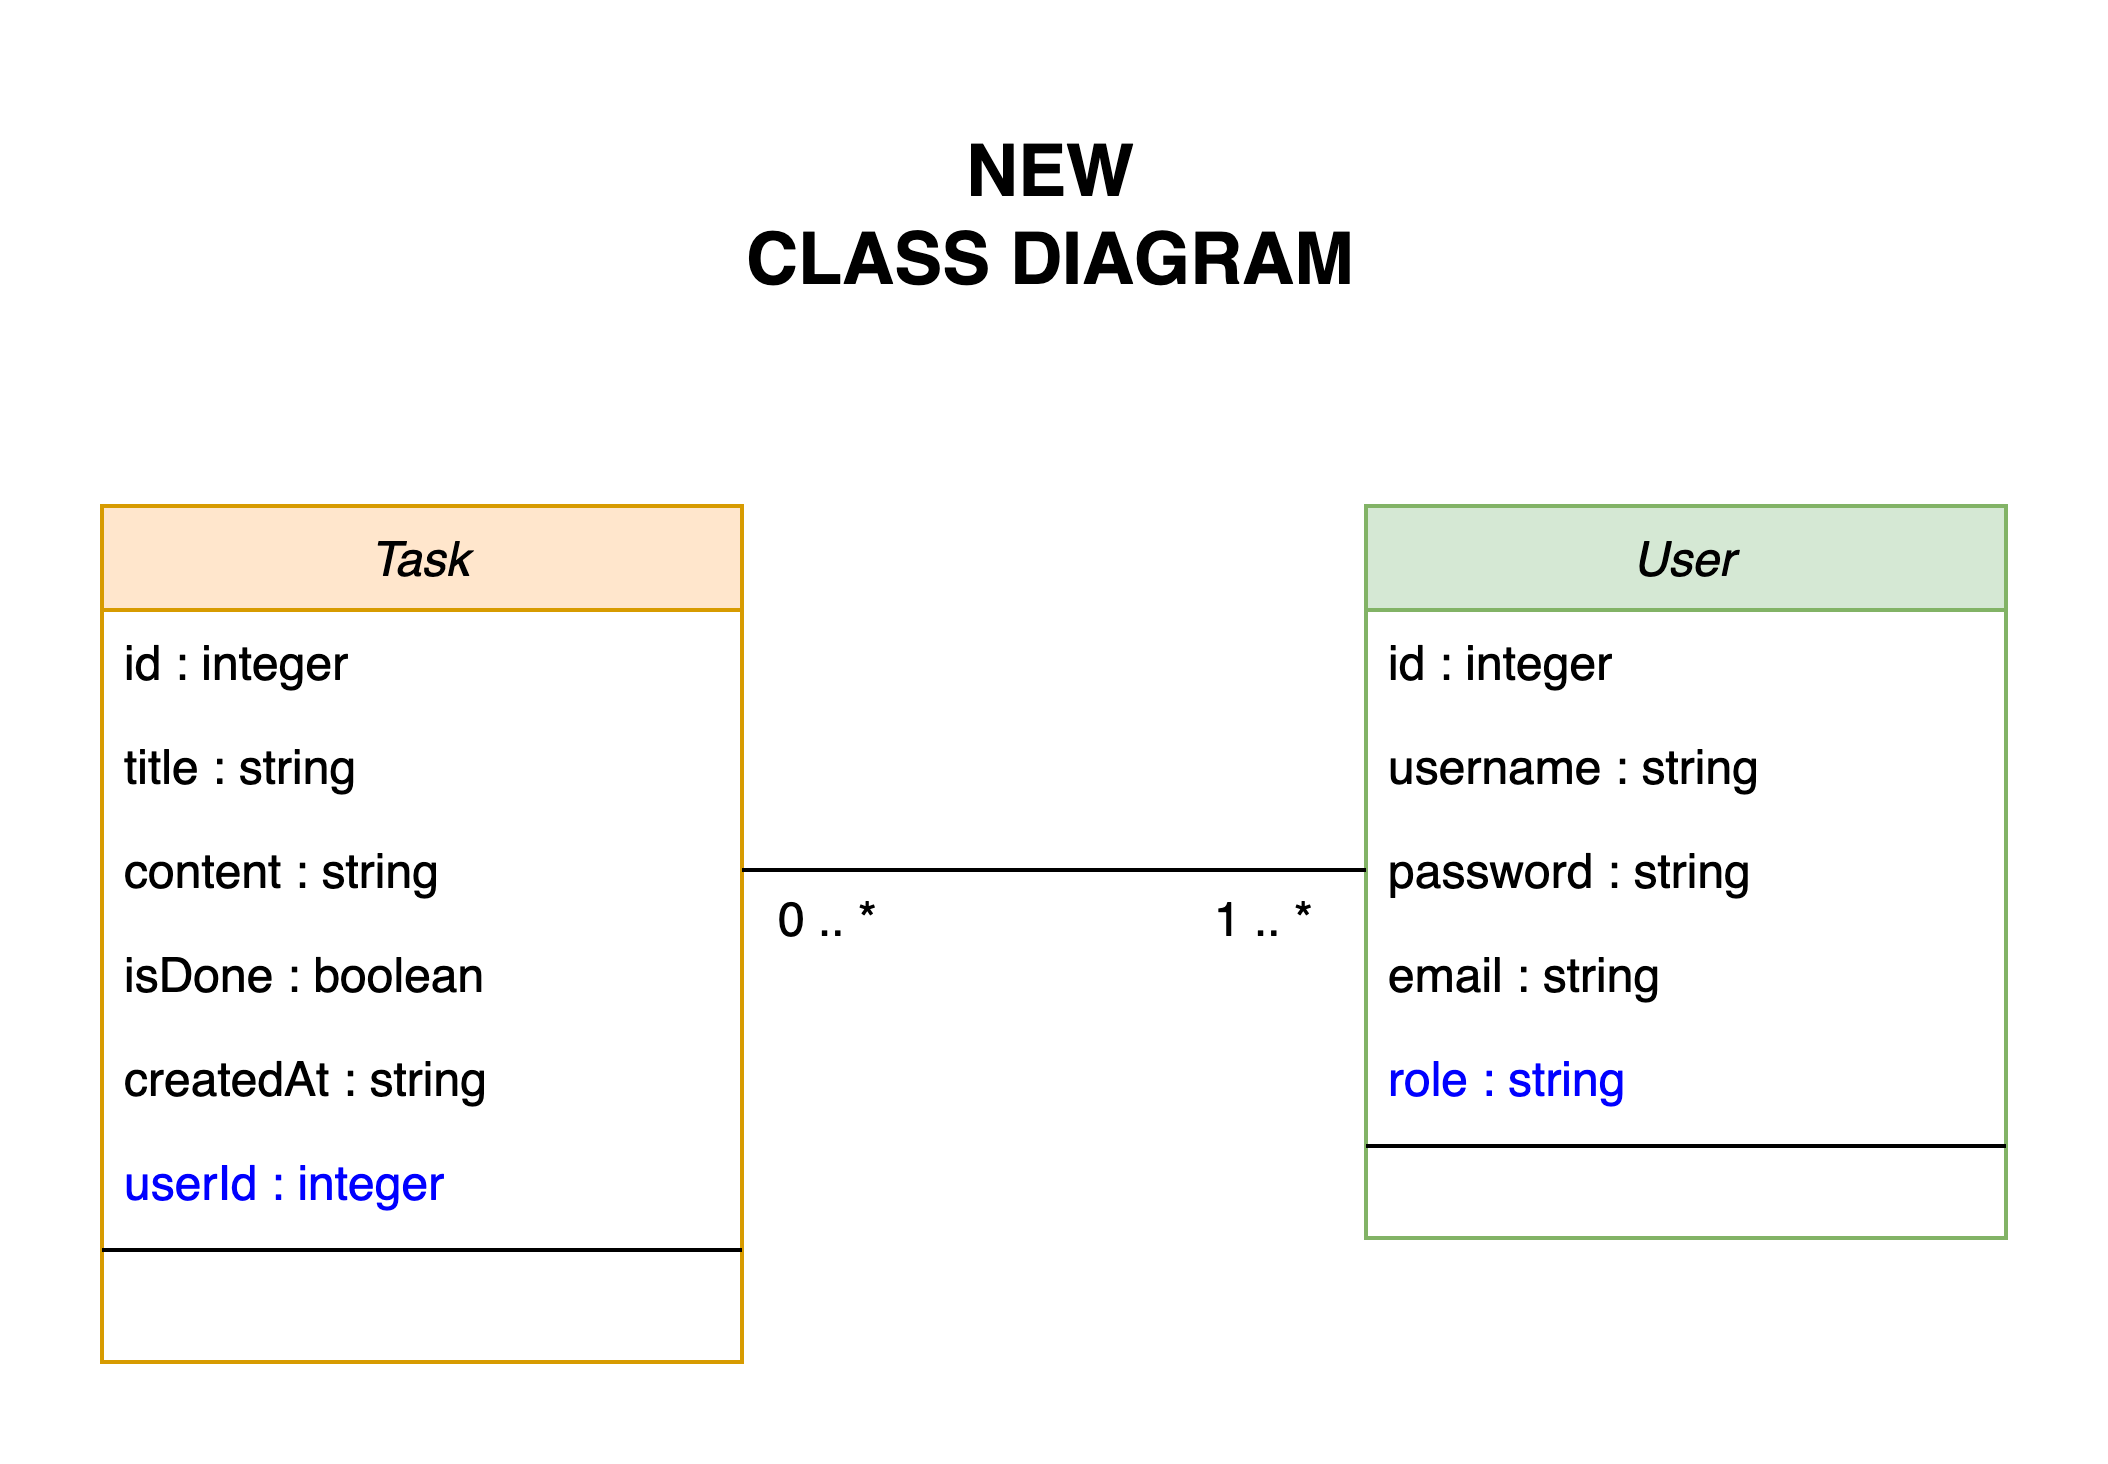 NEW
CLASS DIAGRAM
Task
id : integer
title : string
content : string
isDone : boolean
createdAt : string
userId : integer
0 .. *
1 .. *
User
id : integer
username : string
password : string
email : string
role : string